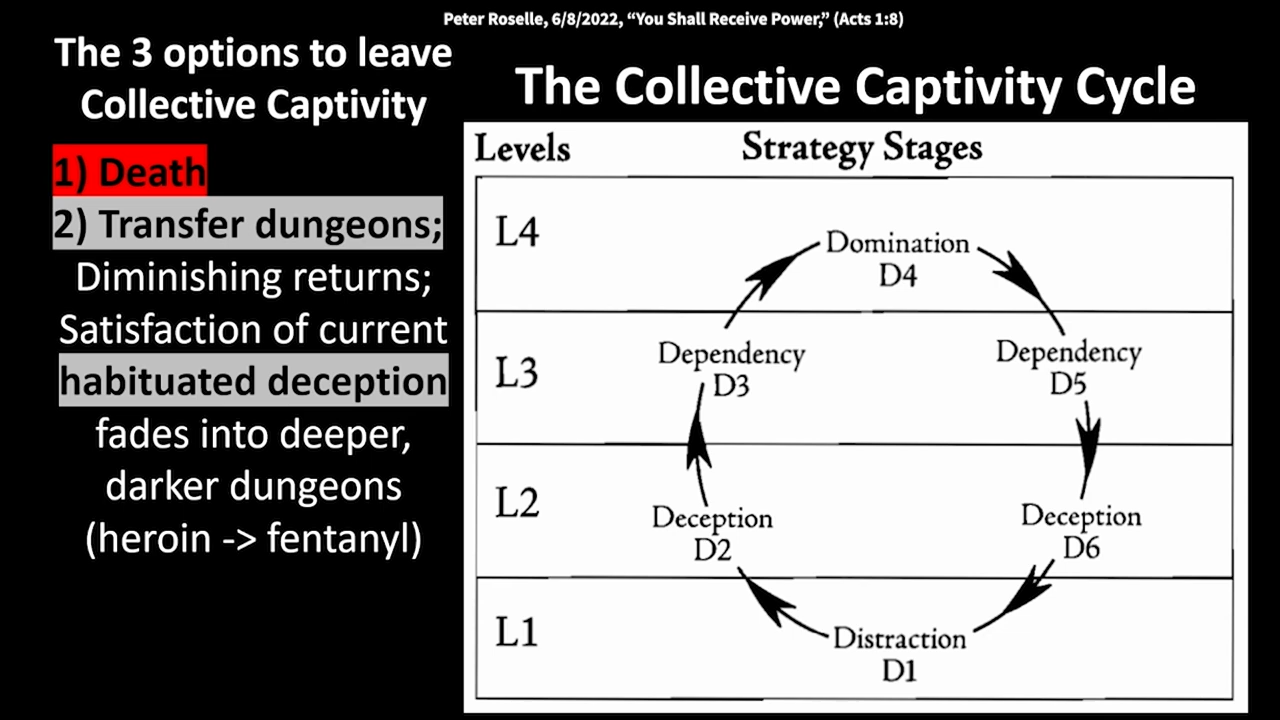 Peter Roselle, 6/8/2022, “You Shall Receive Power,” (Acts 1:8)
The 3 options to leave
Collective Captivity
1) Death
2) Transfer dungeons;
Diminishing returns;
Satisfaction of current
habituated deception
fades into deeper,
darker dungeons
(heroin -> fentanyl)
The Collective Captivity Cycle
Levels
Strategy Stages
L4
Domination
D4
L3
Dependency
D3
Dependency
D5
L2
Deception
D2
Deception
D6
L1
Distraction
D1